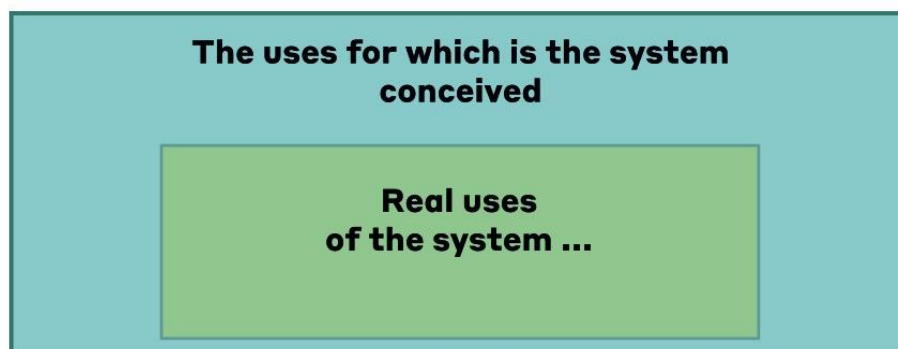 The uses for which is the system
conceived
Real uses
of the system ...